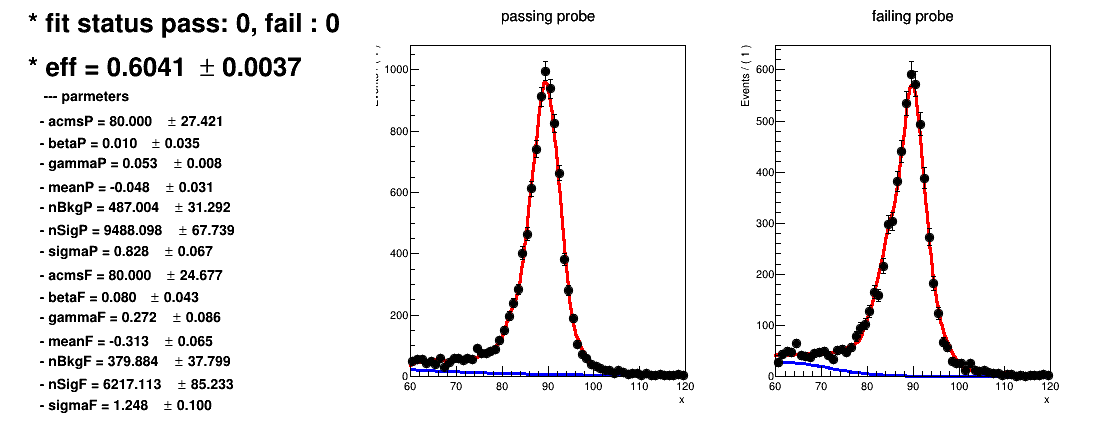 * fit status pass: 0, fail : 0
* eff = 0.6041 ± 0.0037
--- parmeters
- acmsP = 80.000 ± 27.421
- betaP = 0.010 ± 0.035
- gammaP = 0.053 ± 0.008
- meanP = -0.048 ± 0.031
- nBkgP = 487.004 ± 31.292
- nSigP = 9488.098 ± 67.739
- sigmaP = 0.828 ± 0.067
- acmsF = 80.000 ± 24.677
- betaF = 0.080 ± 0.043
- gammaF = 0.272 ± 0.086
- meanF = -0.313 ± 0.065
- nBkgF = 379.884 ± 37.799
- nSigF = 6217.113 ± 85.233
- sigmaF = 1.248 ± 0.100
passing probe
1000
800
600
400
200
0
60 70 80 90 100 110 120
x
failing probe
Events / ( 1 )
600
500
400
300
200
100
0
60 70 80 90 100 110 120
x